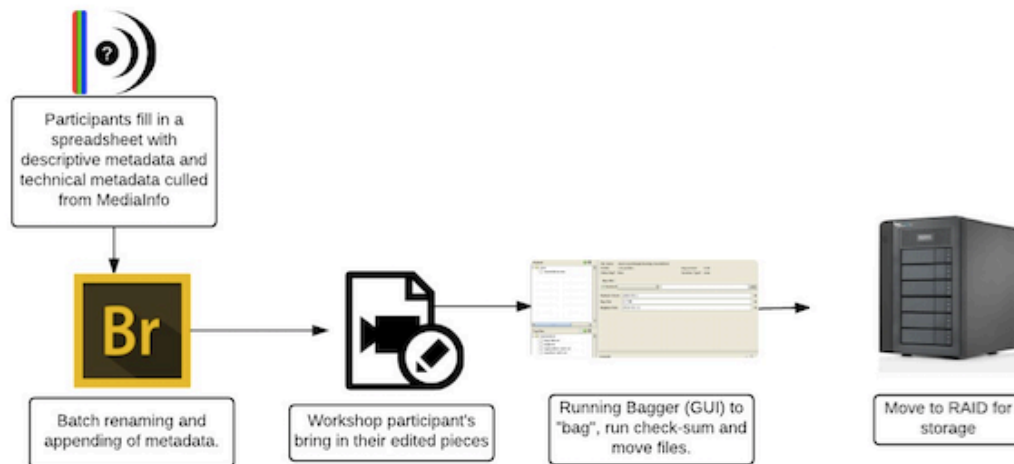 ?
Participants fill in a
spreadsheet with
descriptive metadata and
technical metadata culled
from MediaInfo
Br
Batch renaming and
appending of metadata.
Workshop participant's
bring in their edited pieces
Running Bagger (GUI) to
"bag", run check-sum and
move files.
Move to RAID for
storage